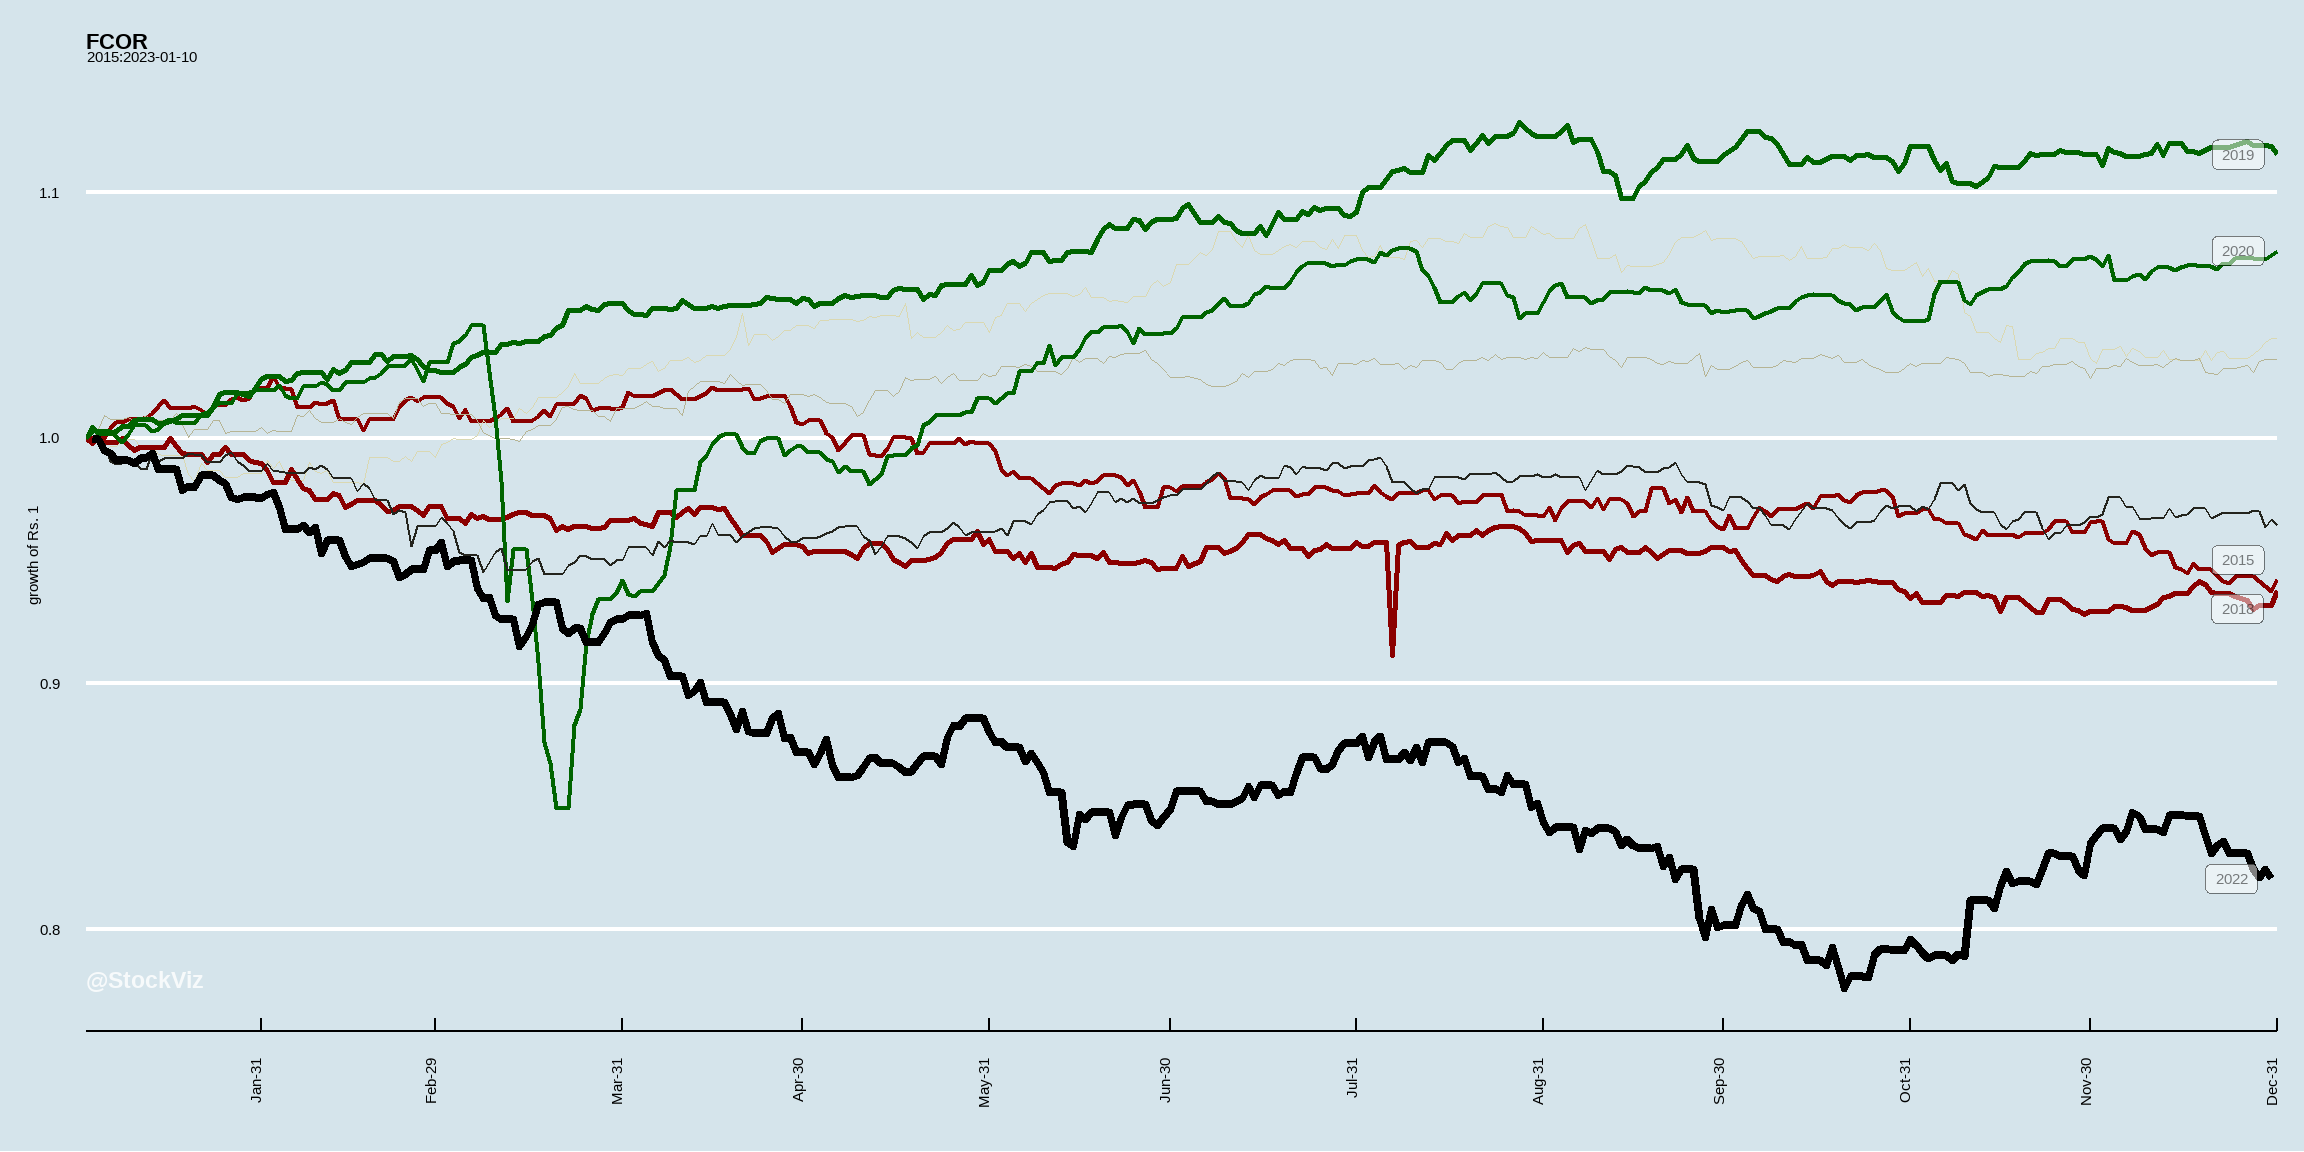 FCOR
2015:2023-01-10
growth of Rs. 1
1.1
1.0
0.9
0.8
2019
2020
2015
2018
2022
@StockViz
Jan-31
Feb-29
Mar-31
Apr-30
May-31
Jun-30
Jul-31
Aug-31
Sep-30
Oct-31
Nov-30
Dec-31